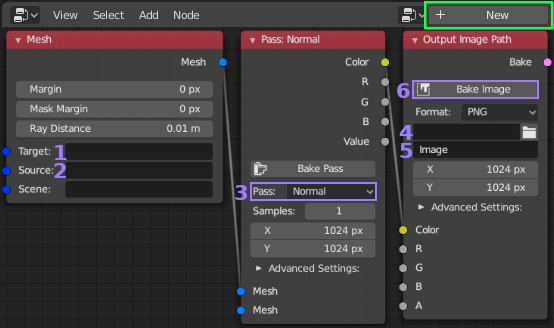 View Select Add Node + New
Mesh
Mesh
Margin 0 px
Mask Margin 0 px
Ray Distance 0.01 m
Target: 1
Source: 2
Scene:
Pass: Normal
Color
R
G
B
Value
Bake Pass
3 Pass: Normal
Samples: 1
X 1024 px
Y 1024 px
Advanced Settings:
Mesh
Mesh
Output Image Path
Bake
6 Bake Image
Format: PNG
4
5 Image
X 1024 px
Y 1024 px
Advanced Settings:
Color
R
G
B
A